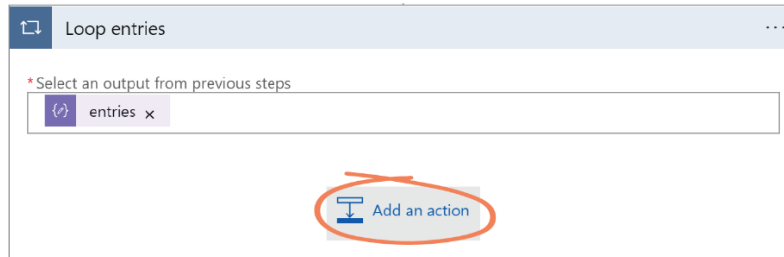 Loop entries
*Select an output from previous steps
entries
Add an action